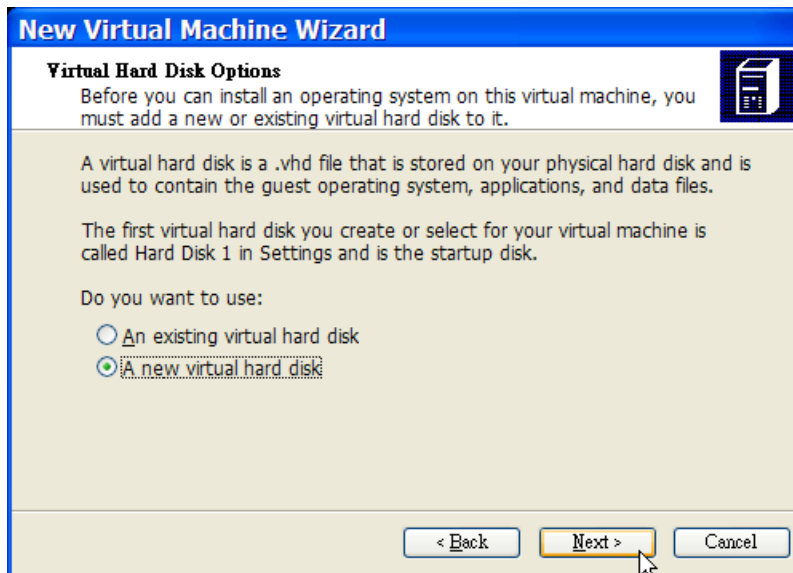 New Virtual Machine Wizard
Virtual Hard Disk Options
Before you can install an operating system on this virtual machine, you
must add a new or existing virtual hard disk to it.
A virtual hard disk is a .vhd file that is stored on your physical hard disk and is
used to contain the guest operating system, applications, and data files.
The first virtual hard disk you create or select for your virtual machine is
called Hard Disk 1 in Settings and is the startup disk.
Do you want to use:
An existing virtual hard disk
A new virtual hard disk
< Back Next > Cancel